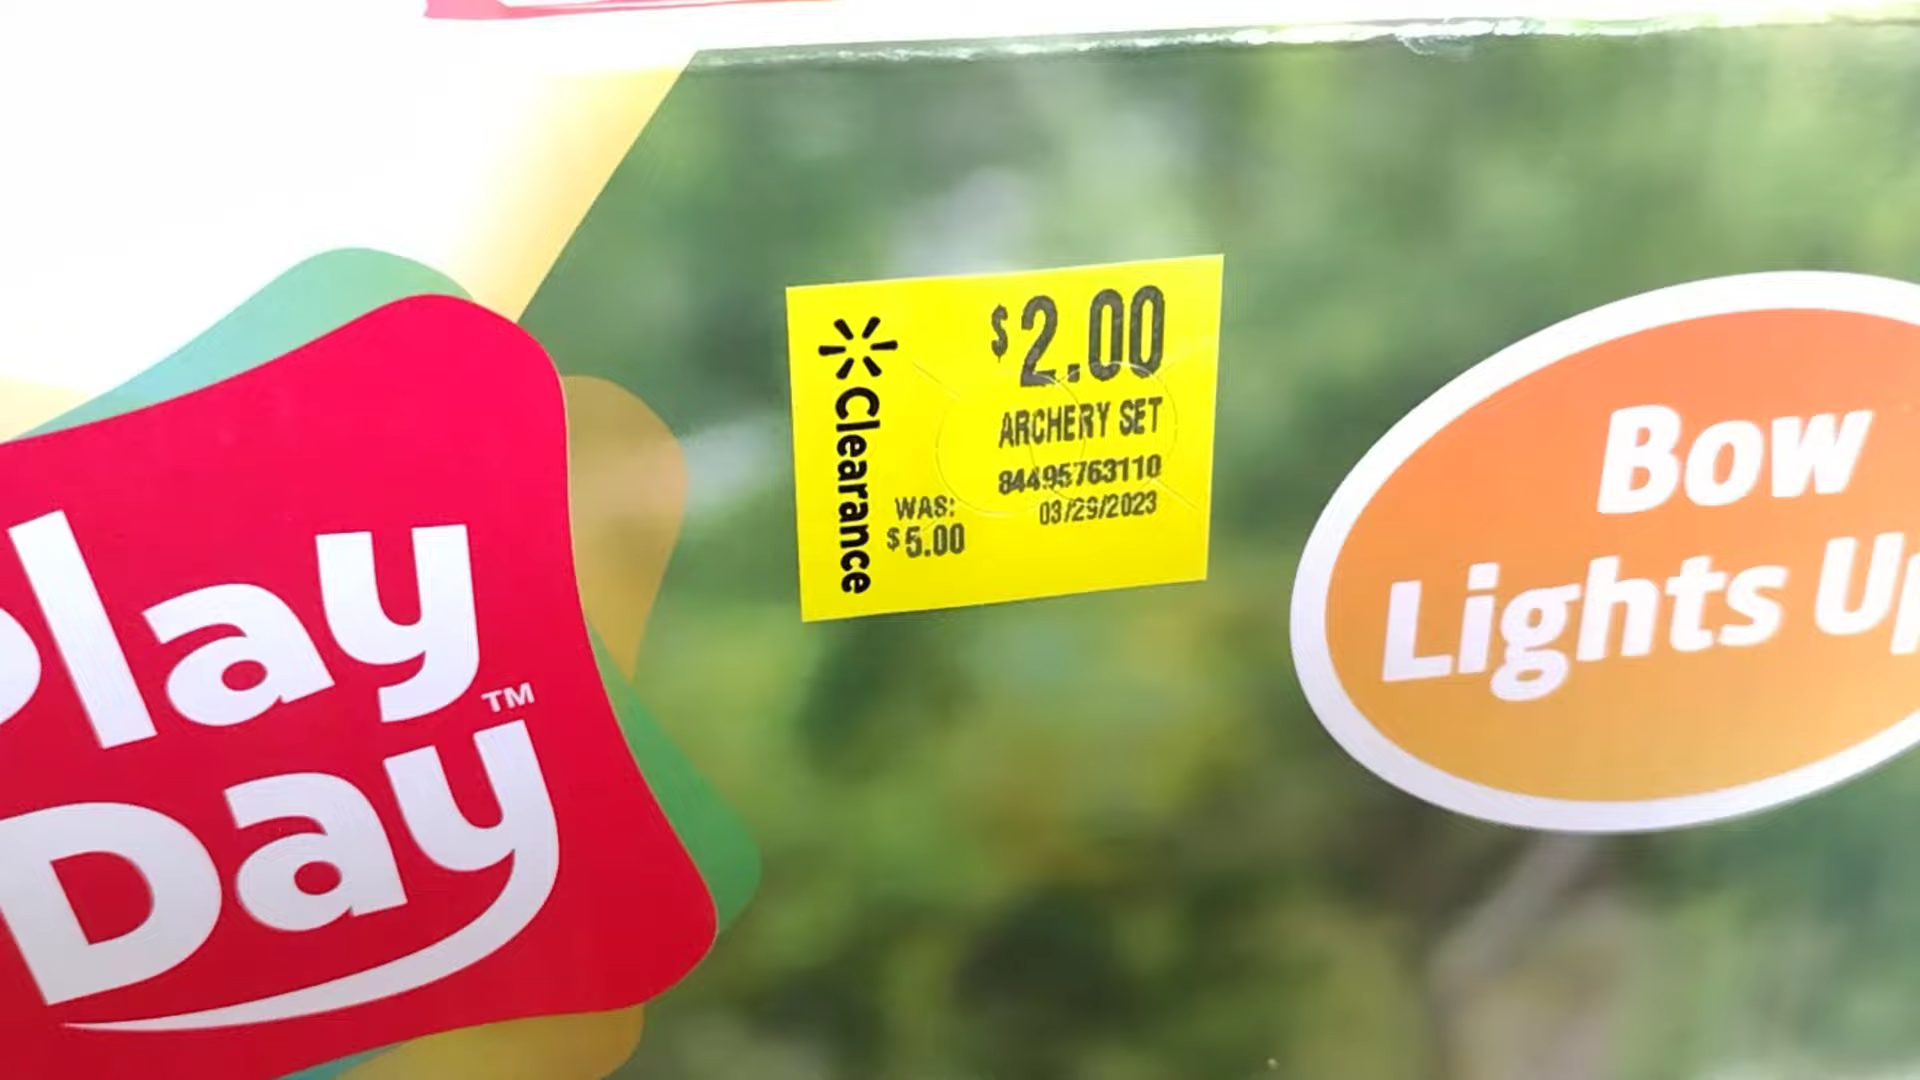 Play
Day
TM
Clearance
$2.00
ARCHERY SET
84495763110
03/29/2023
WAS:
$5.00
Bow
Lights Up